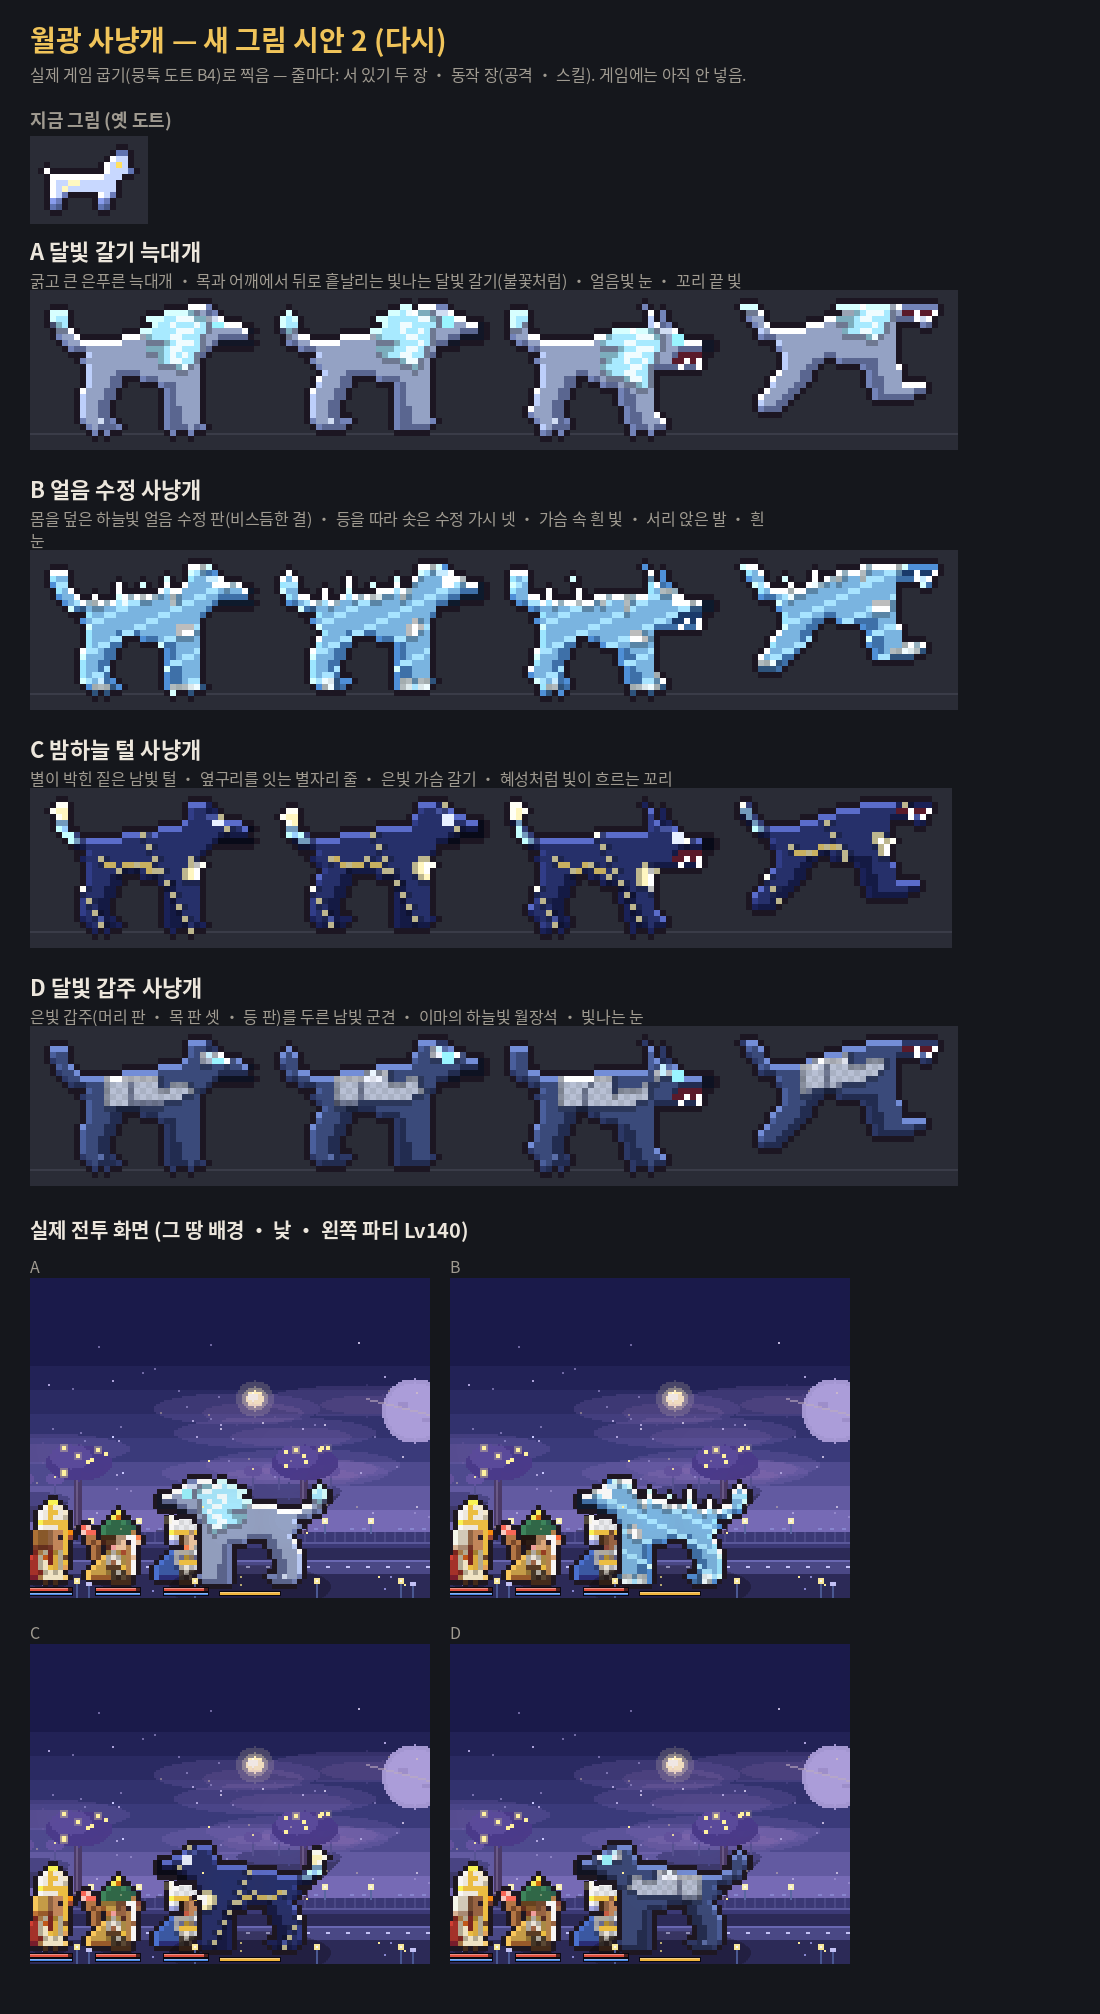 월광 사냥개 — 새 그림 시안 2 (다시)
실제 게임 굽기(뭉툭 도트 B4)로 찍음 — 줄마다: 서 있기 두 장 · 동작 장(공격 · 스킬). 게임에는 아직 안 넣음.
지금 그림 (옛 도트)
A 달빛 갈기 늑대개
굵고 큰 은푸른 늑대개 · 목과 어깨에서 뒤로 흩날리는 빛나는 달빛 갈기(불꽃처럼) · 얼음빛 눈 · 꼬리 끝 빛
B 얼음 수정 사냥개
몸을 덮은 하늘빛 얼음 수정 판(비스듬한 결) · 등을 따라 솟은 수정 가시 넷 · 가슴 속 흰 빛 · 서리 앉은 발 · 흰
눈
C 밤하늘 털 사냥개
별이 박힌 짙은 남빛 털 · 옆구리를 잇는 별자리 줄 · 은빛 가슴 갈기 · 혜성처럼 빛이 흐르는 꼬리
D 달빛 갑주 사냥개
은빛 갑주(머리 판 · 목 판 셋 · 등 판)를 두른 남빛 군견 · 이마의 하늘빛 월장석 · 빛나는 눈
실제 전투 화면 (그 땅 배경 · 낮 · 왼쪽 파티 Lv140)
A
B
C
D